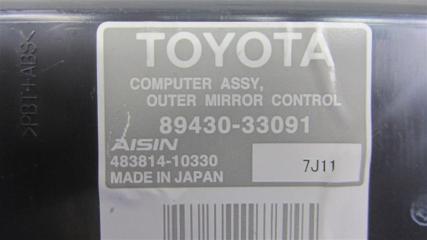 >PBT+ABS<
TOYOTA
COMPUTER ASSY,
OUTER MIRROR CONTROL
89430-33091
AISIN
483814-10330
MADE IN JAPAN
7J11